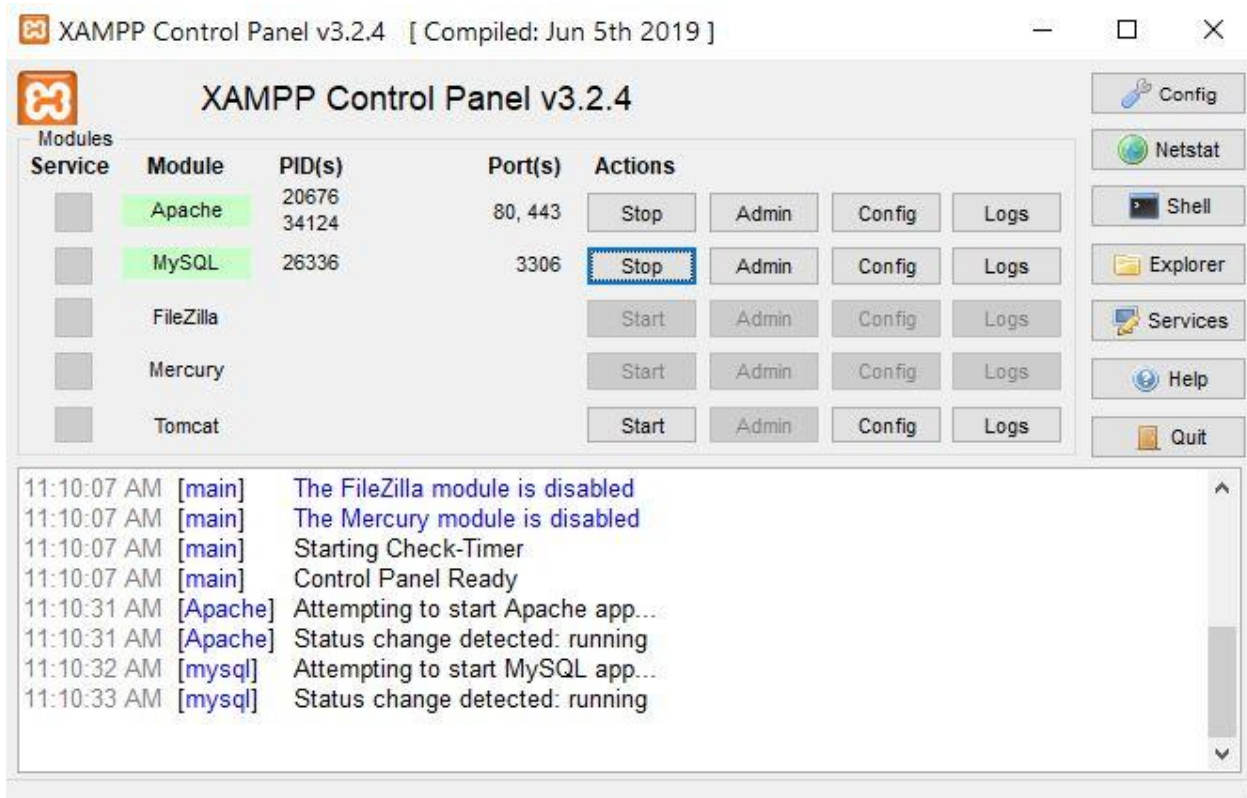 XAMPP Control Panel v3.2.4 [ Compiled: Jun 5th 2019 ]
XAMPP Control Panel v3.2.4
Config
Modules
Netstat
Service Module PID(s) Port(s) Actions
Apache 20676 34124 80, 443 Stop Admin Config Logs
Shell
MySQL 26336 3306 Stop Admin Config Logs
Explorer
FileZilla Start Admin Config Logs
Services
Mercury Start Admin Config Logs
Help
Tomcat Start Admin Config Logs
Quit
11:10:07 AM [main] The FileZilla module is disabled
11:10:07 AM [main] The Mercury module is disabled
11:10:07 AM [main] Starting Check-Timer
11:10:07 AM [main] Control Panel Ready
11:10:31 AM [Apache] Attempting to start Apache app...
11:10:31 AM [Apache] Status change detected: running
11:10:32 AM [mysql] Attempting to start MySQL app...
11:10:33 AM [mysql] Status change detected: running